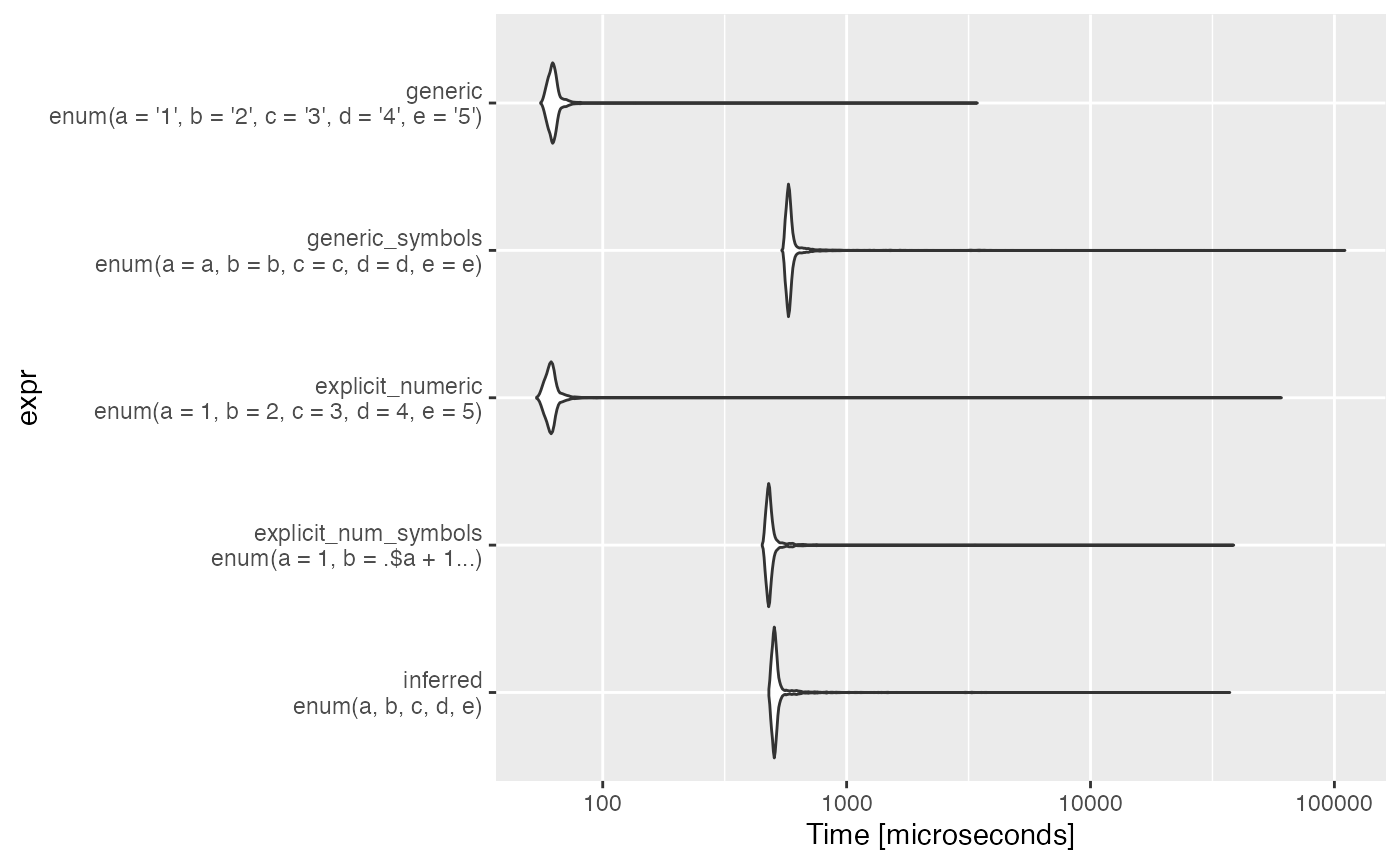 generic
enum(a = '1', b = '2', c = '3', d = '4', e = '5')
generic_symbols
enum(a = a, b = b, c = c, d = d, e = e)
explicit_numeric
enum(a = 1, b = 2, c = 3, d = 4, e = 5)
explicit_num_symbols
enum(a = 1, b = .$a + 1...)
inferred
enum(a, b, c, d, e)
expr
100
1000
10000
100000
Time [microseconds]